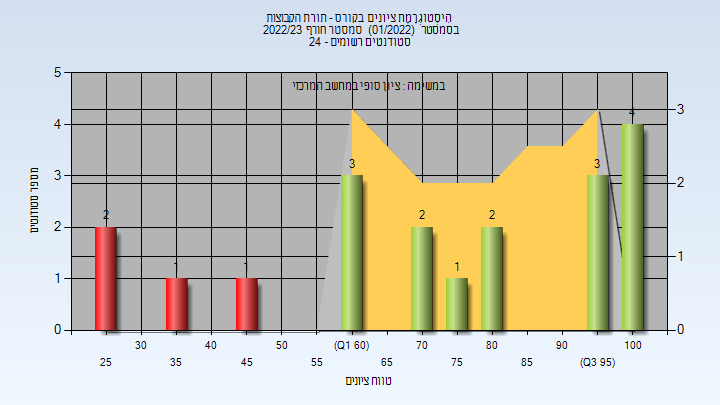 היסטוגרמת ציונים בקורס - תורת הקבוצות
בסמסטר (01/2022) סמסטר חורף 2022/23
סטודנטים רשומים - 24
במשימה : ציון סופי במחשב המרכזי
מספר סטודנטים
5
4
3
2
1
0
3
2
1
0
2
1
1
3
2
1
2
3
4
30 40 50 (Q1 60) 70 80 90 100
25 35 45 55 65 75 85 (Q3 95)
טווח ציונים